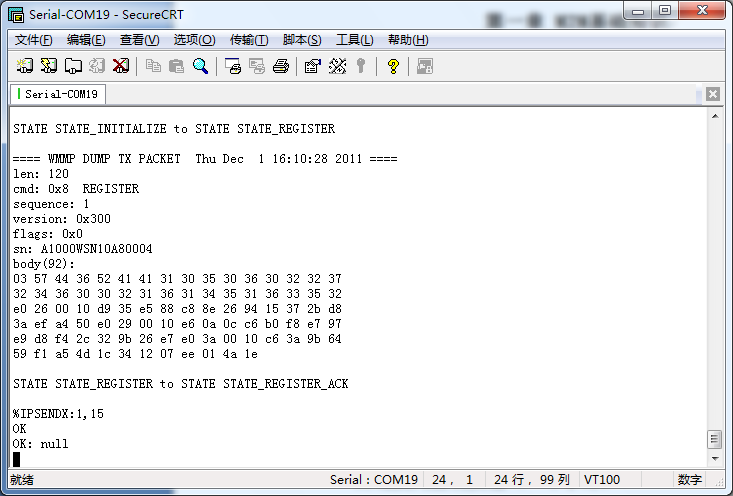 Serial-COM19 - SecureCRT
文件(F) 编辑(E) 查看(V) 选项(O) 传输(T) 脚本(S) 工具(L) 帮助(H)
Serial-COM19
STATE STATE_INITIALIZE to STATE STATE_REGISTER
==== WMMP DUMP TX PACKET  Thu Dec  1 16:10:28 2011 ====
len: 120
cmd: 0x8  REGISTER
sequence: 1
version: 0x300
flags: 0x0
sn: A1000WSN10A80004
body(92):
03 57 44 36 52 41 41 31 30 35 30 36 30 32 32 37
32 34 36 30 30 32 31 36 31 34 35 31 36 33 35 32
e0 26 00 10 d9 35 e5 88 c8 8e 26 94 15 37 2b d8
3a ef a4 50 e0 29 00 10 e6 0a 0c c6 b0 f8 e7 97
e9 d8 f4 2c 32 9b 26 e7 e0 3a 00 10 c6 3a 9b 64
59 f1 a5 4d 1c 34 12 07 ee 01 4a 1e
STATE STATE_REGISTER to STATE STATE_REGISTER_ACK
%IPSENDX:1,15
OK
OK: null
就绪 Serial：COM19 24， 1 24 行，99 列 VT100 数字